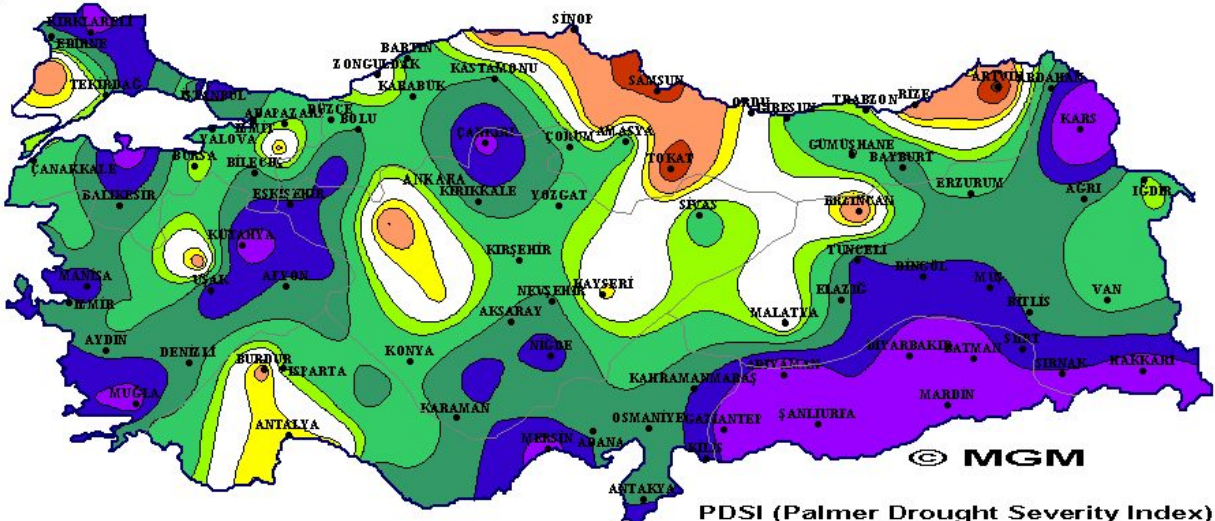 SİNOP
KIRKLARELİ
EDİRNE
BARTIN
ZONGULDAK
KASTAMONU
SAMSUN
ARTVİN
ARDAHAN
TEKİRDAĞ
KARABÜK
RİZE
İSTANBUL
ORDU
TRABZON
GİRESUN
KARS
ADAPAZARI
DÜZCE
İZMİT
BOLU
ÇANKIRI
ÇORUM
AMASYA
YALOVA
GÜMÜŞHANE
BAYBURT
ÇANAKKALE
BURSA
BİLECİK
TOKAT
ANKARA
KIRIKKALE
ERZURUM
AĞRI
IĞDIR
BALIKESİR
ESKİŞEHİR
YOZGAT
SİVAS
ERZİNCAN
KÜTAHYA
KIRŞEHİR
TUNCELİ
BİNGÖL
MUŞ
MANİSA
UŞAK
AFYON
NEVŞEHİR
KAYSERİ
ELAZIĞ
VAN
İZMİR
BİTLİS
AKSARAY
MALATYA
AYDIN
DENİZLİ
BURDUR
ISPARTA
KONYA
NİĞDE
ADIYAMAN
DİYARBAKIR
BATMAN
SİİRT
ŞIRNAK
HAKKARİ
KAHRAMANMARAŞ
MUĞLA
KARAMAN
MARDİN
ANTALYA
OSMANİYE
GAZİANTEP
ŞANLIURFA
MERSİN
ADANA
KİLİS
© MGM
ANTAKYA
PDSI (Palmer Drought Severity Index)